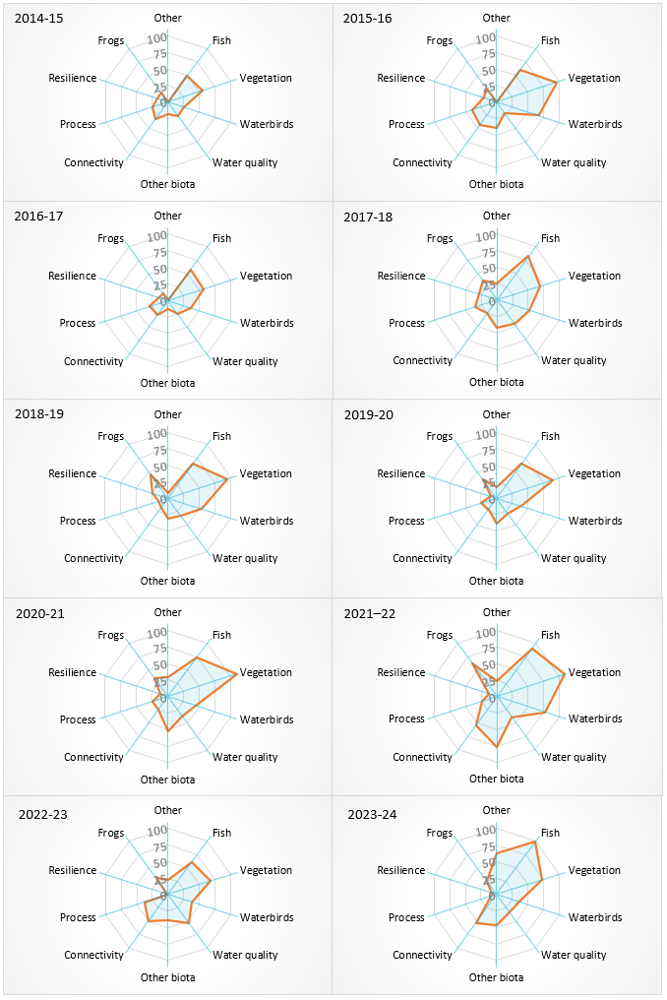 2014-15
Other
100
Frogs
Fish
75
50
Resilience
Vegetation
25
0
Process
Waterbirds
Connectivity
Water quality
Other biota
2015-16
Other
100
Frogs
Fish
75
50
Resilience
Vegetation
25
0
Process
Waterbirds
Connectivity
Water quality
Other biota
2016-17
Other
100
Frogs
Fish
75
50
Resilience
Vegetation
25
0
Process
Waterbirds
Connectivity
Water quality
Other biota
2017-18
Other
100
Frogs
Fish
75
50
Resilience
Vegetation
25
0
Process
Waterbirds
Connectivity
Water quality
Other biota
2018-19
Other
100
Frogs
Fish
75
50
Resilience
Vegetation
25
0
Process
Waterbirds
Connectivity
Water quality
Other biota
2019-20
Other
100
Frogs
Fish
75
50
Resilience
Vegetation
25
0
Process
Waterbirds
Connectivity
Water quality
Other biota
2020-21
Other
100
Frogs
Fish
75
50
Resilience
Vegetation
25
0
Process
Waterbirds
Connectivity
Water quality
Other biota
2021–22
Other
100
Frogs
Fish
75
50
Resilience
Vegetation
25
0
Process
Waterbirds
Connectivity
Water quality
Other biota
2022-23
Other
100
Frogs
Fish
75
50
Resilience
Vegetation
25
0
Process
Waterbirds
Connectivity
Water quality
Other biota
2023-24
Other
100
Frogs
Fish
75
50
Resilience
Vegetation
25
0
Process
Waterbirds
Connectivity
Water quality
Other biota